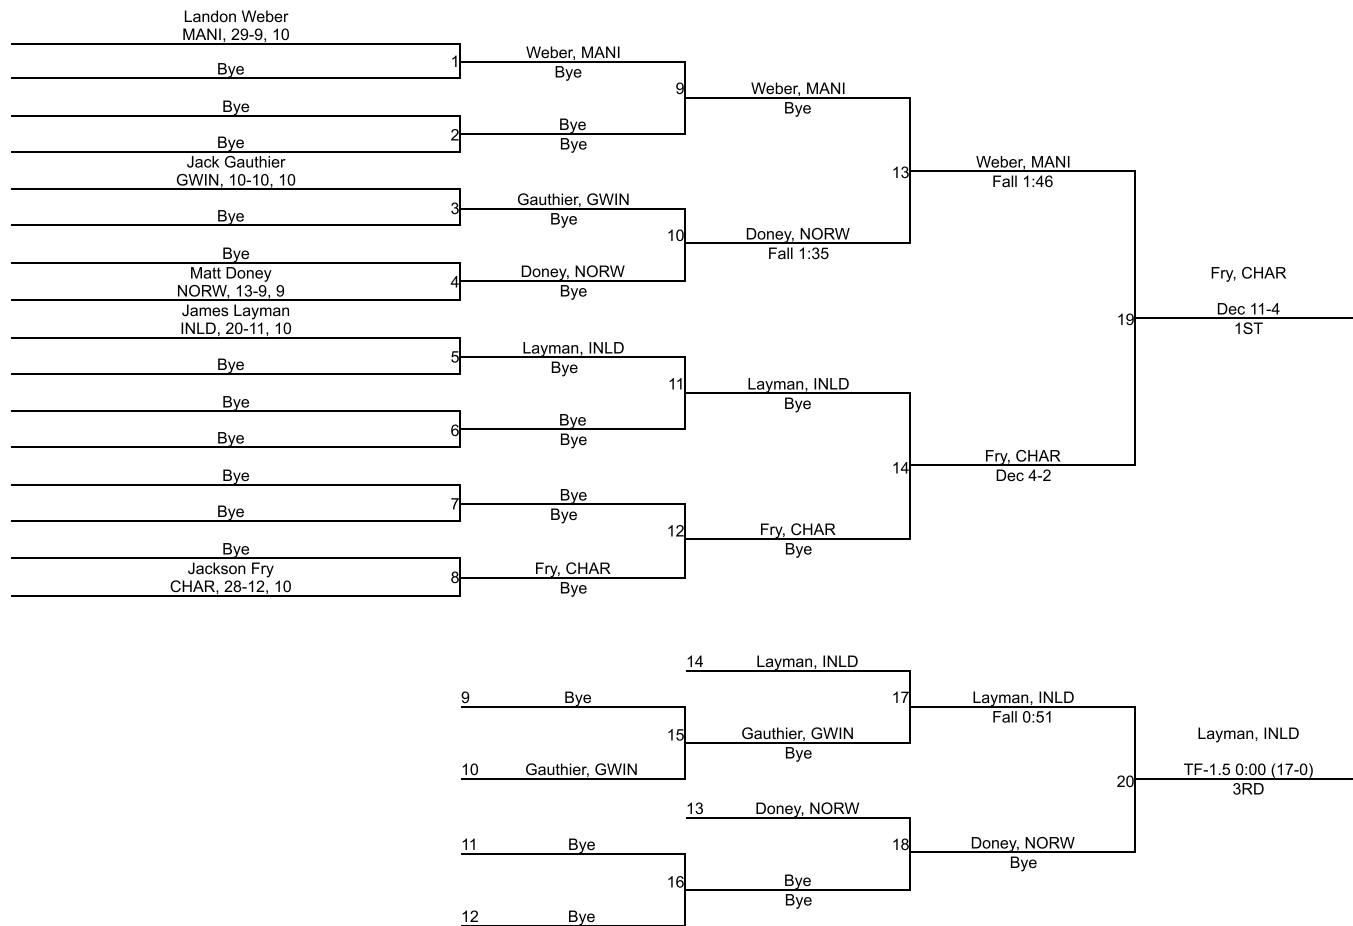 Landon Weber
MANI, 29-9, 10
Bye
1
Weber, MANI
Bye
Bye
Bye
2
Bye
Bye
9
Weber, MANI
Bye
Jack Gauthier
GWIN, 10-10, 10
Bye
3
Gauthier, GWIN
Bye
Bye
Matt Doney
NORW, 13-9, 9
4
Doney, NORW
Bye
10
Doney, NORW
Fall 1:35
13
Weber, MANI
Fall 1:46
James Layman
INLD, 20-11, 10
Bye
5
Layman, INLD
Bye
Bye
Bye
6
Bye
Bye
11
Layman, INLD
Bye
Bye
Bye
7
Bye
Bye
Bye
Jackson Fry
CHAR, 28-12, 10
8
Fry, CHAR
Bye
12
Fry, CHAR
Bye
14
Fry, CHAR
Dec 4-2
19
Fry, CHAR
Dec 11-4
1ST
14 Layman, INLD
9 Bye
10 Gauthier, GWIN
15
Gauthier, GWIN
Bye
17
Layman, INLD
Fall 0:51
13 Doney, NORW
11 Bye
12 Bye
16
Bye
Bye
18
Doney, NORW
Bye
20
Layman, INLD
TF-1.5 0:00 (17-0)
3RD